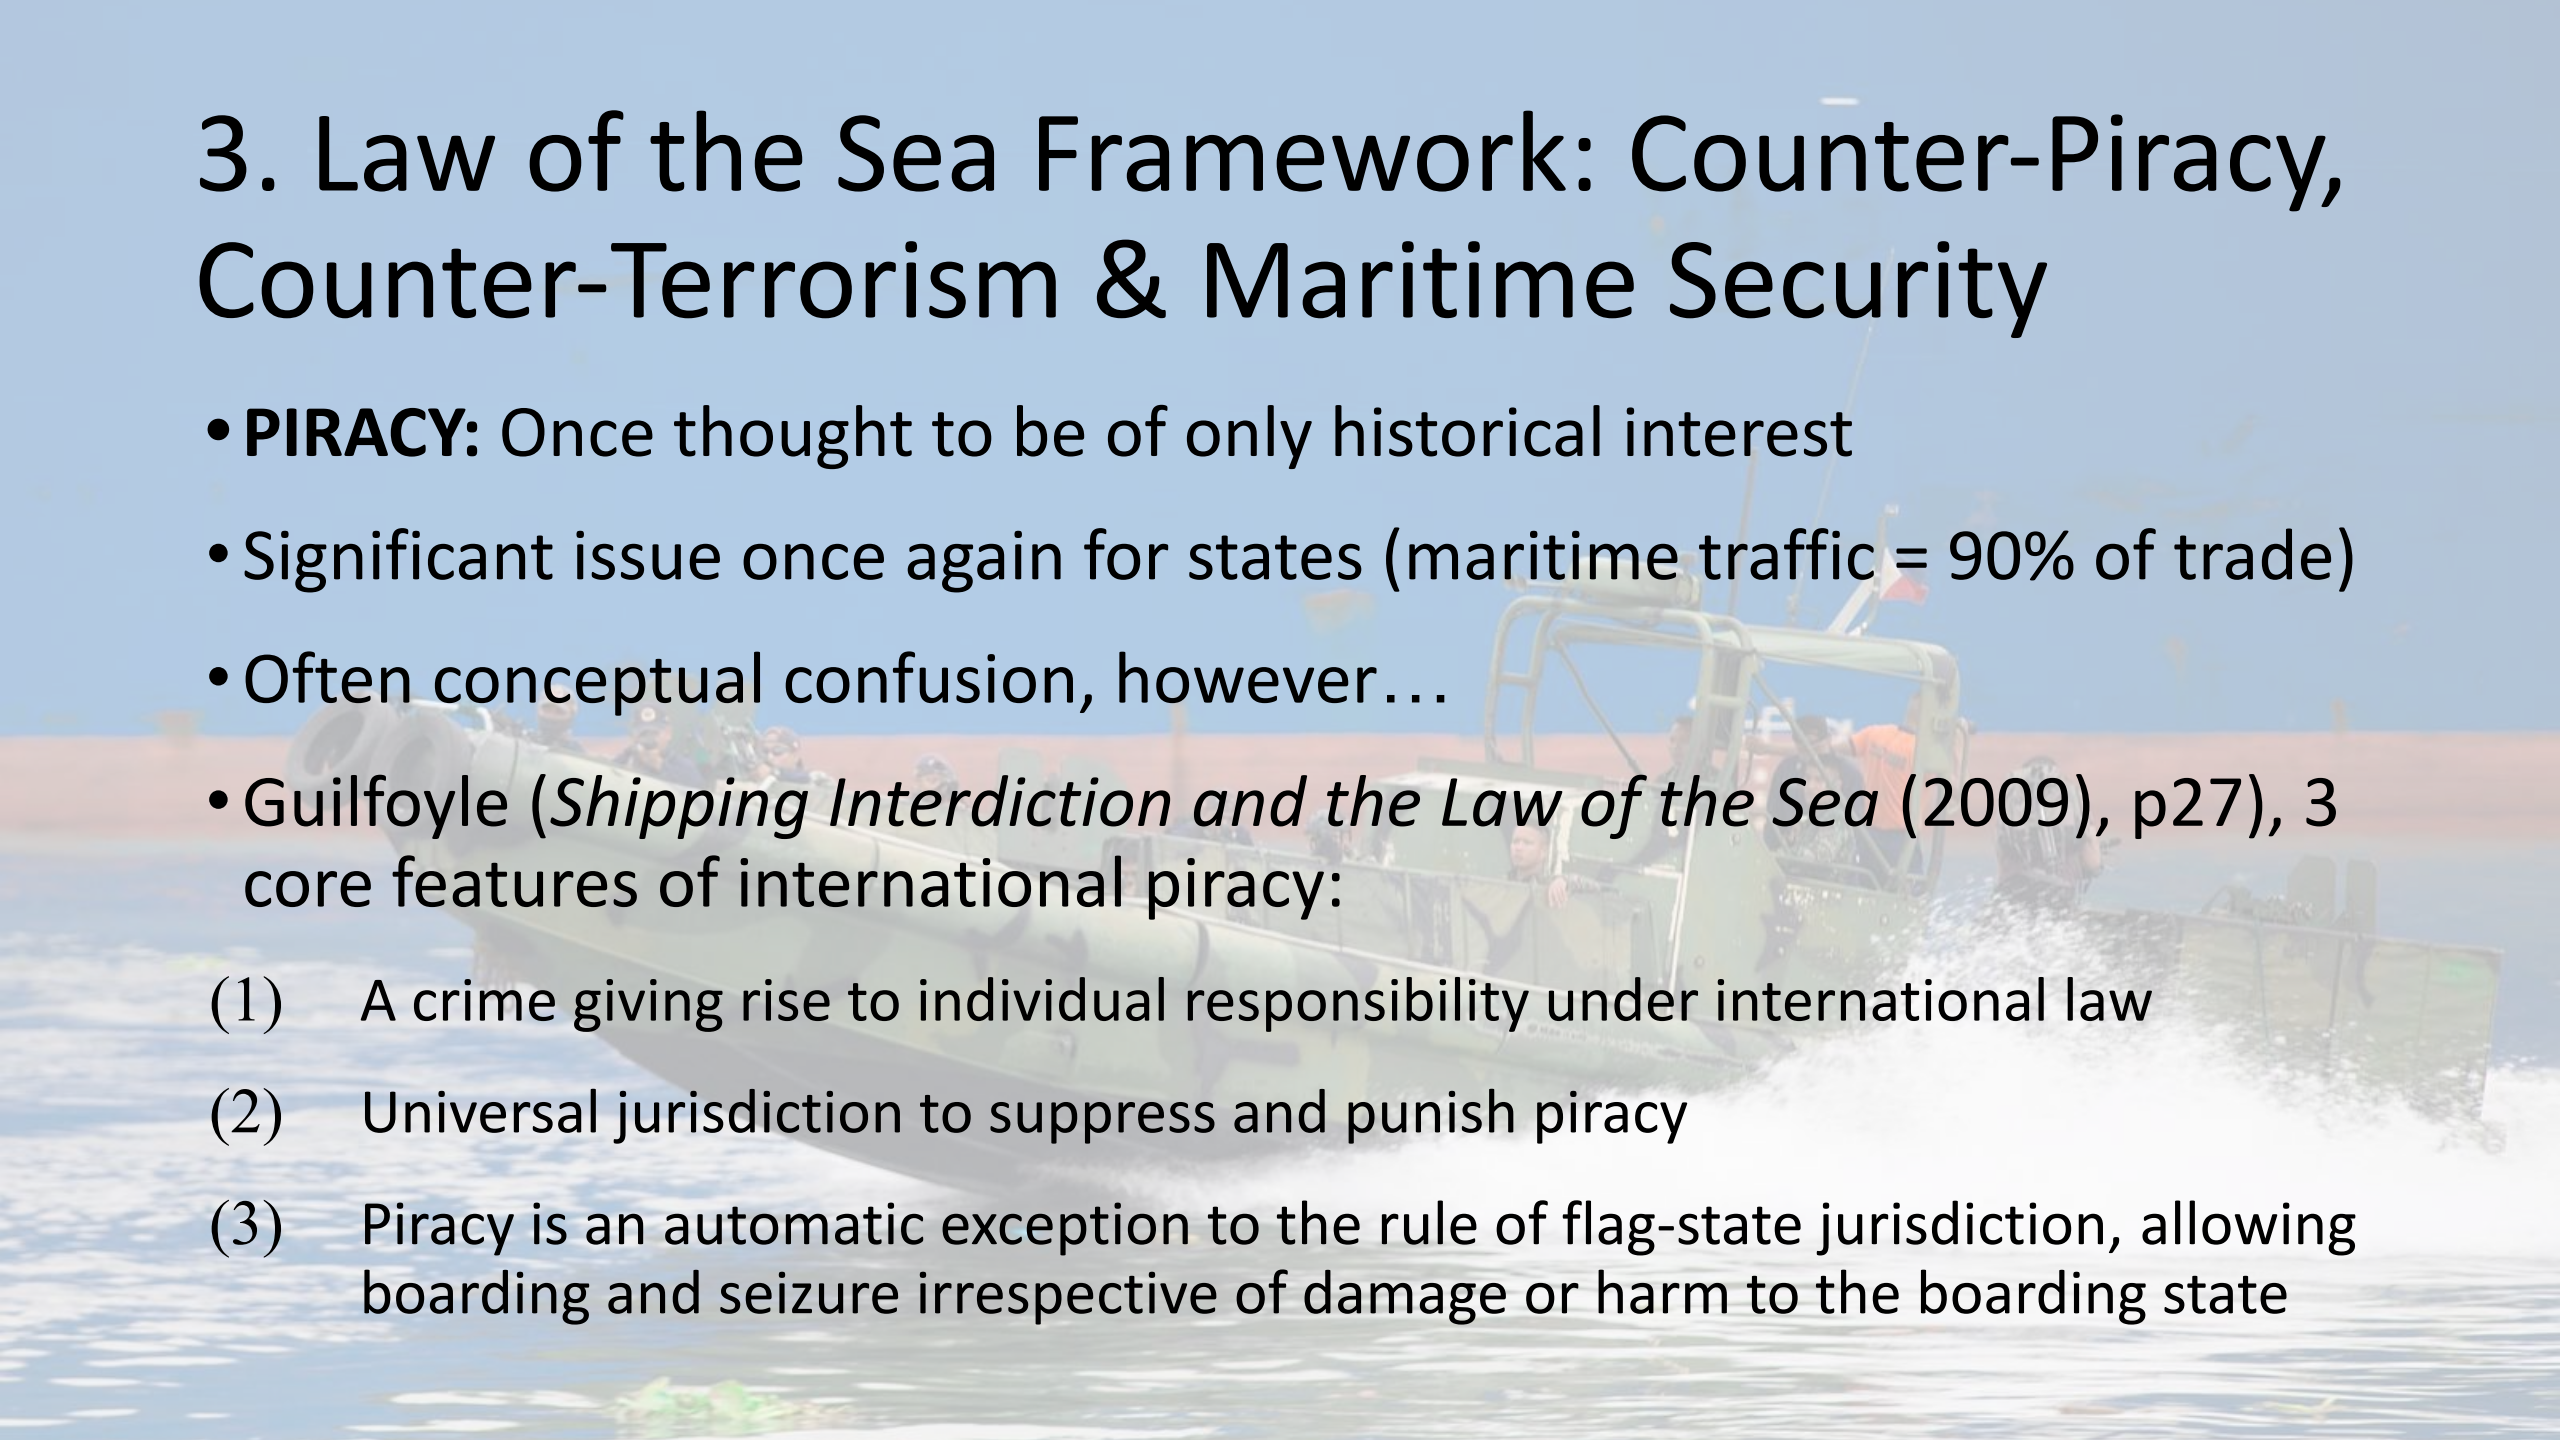 3. Law of the Sea Framework: Counter-Piracy,
Counter-Terrorism & Maritime Security
• PIRACY: Once thought to be of only historical interest
• Significant issue once again for states (maritime traffic = 90% of trade)
• Often conceptual confusion, however…
• Guilfoyle (Shipping Interdiction and the Law of the Sea (2009), p27), 3
core features of international piracy:
(1) A crime giving rise to individual responsibility under international law
(2) Universal jurisdiction to suppress and punish piracy
(3) Piracy is an automatic exception to the rule of flag-state jurisdiction, allowing
boarding and seizure irrespective of damage or harm to the boarding state